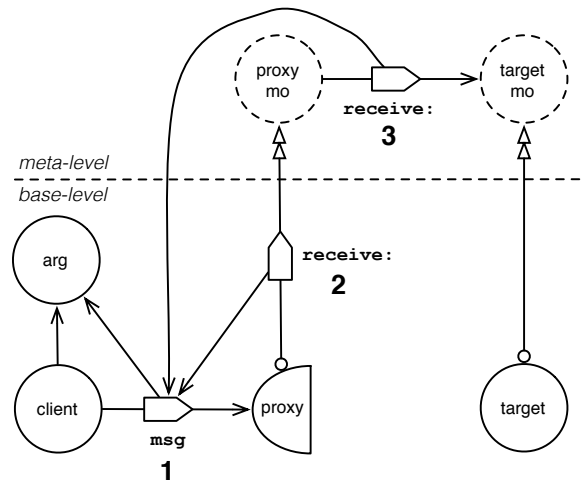 proxy
mo
target
mo
receive:
3
meta-level
base-level
arg
receive:
2
client
proxy
target
msg
1